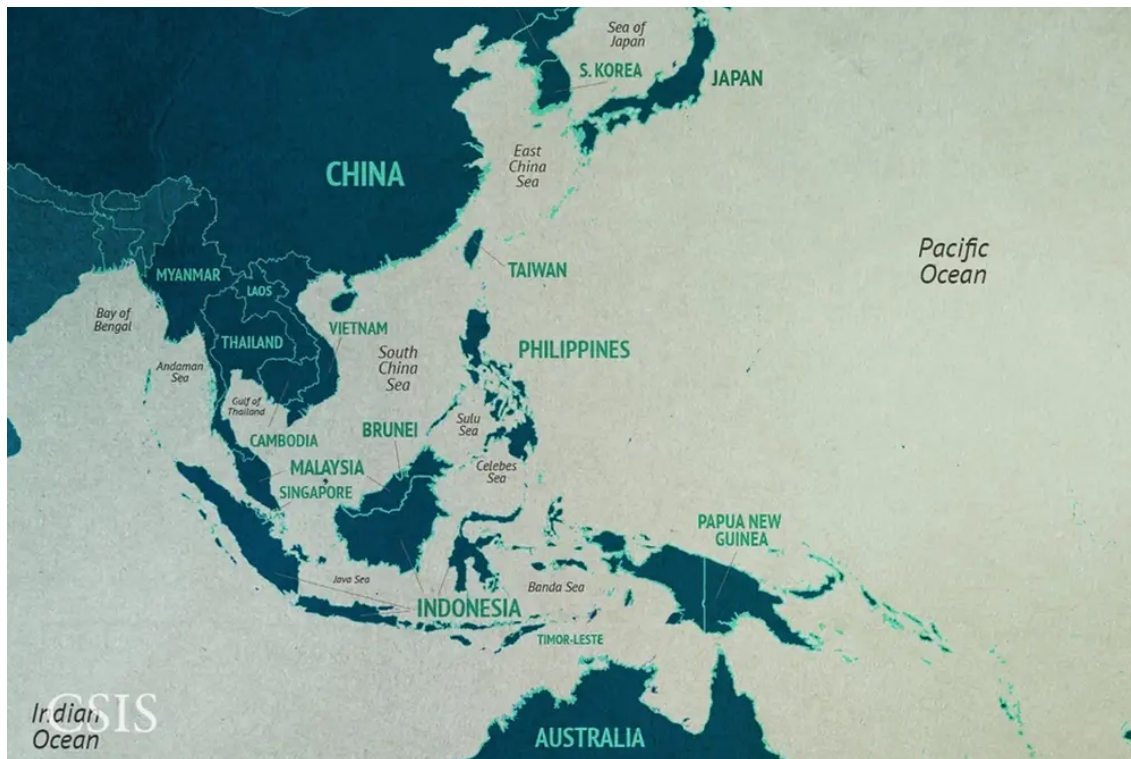 Sea of
Japan
S. KOREA
JAPAN
East
China
Sea
CHINA
Pacific
Ocean
TAIWAN
MYANMAR
LAOS
Bay of
Bengal
VIETNAM
THAILAND
South
China
Sea
PHILIPPINES
Andaman
Sea
Gulf of
Thailand
Sulu
Sea
BRUNEI
CAMBODIA
MALAYSIA
Celebes
Sea
SINGAPORE
PAPUA NEW
GUINEA
Java Sea
Banda Sea
INDONESIA
TIMOR-LESTE
Indian
Ocean
CSIS
AUSTRALIA